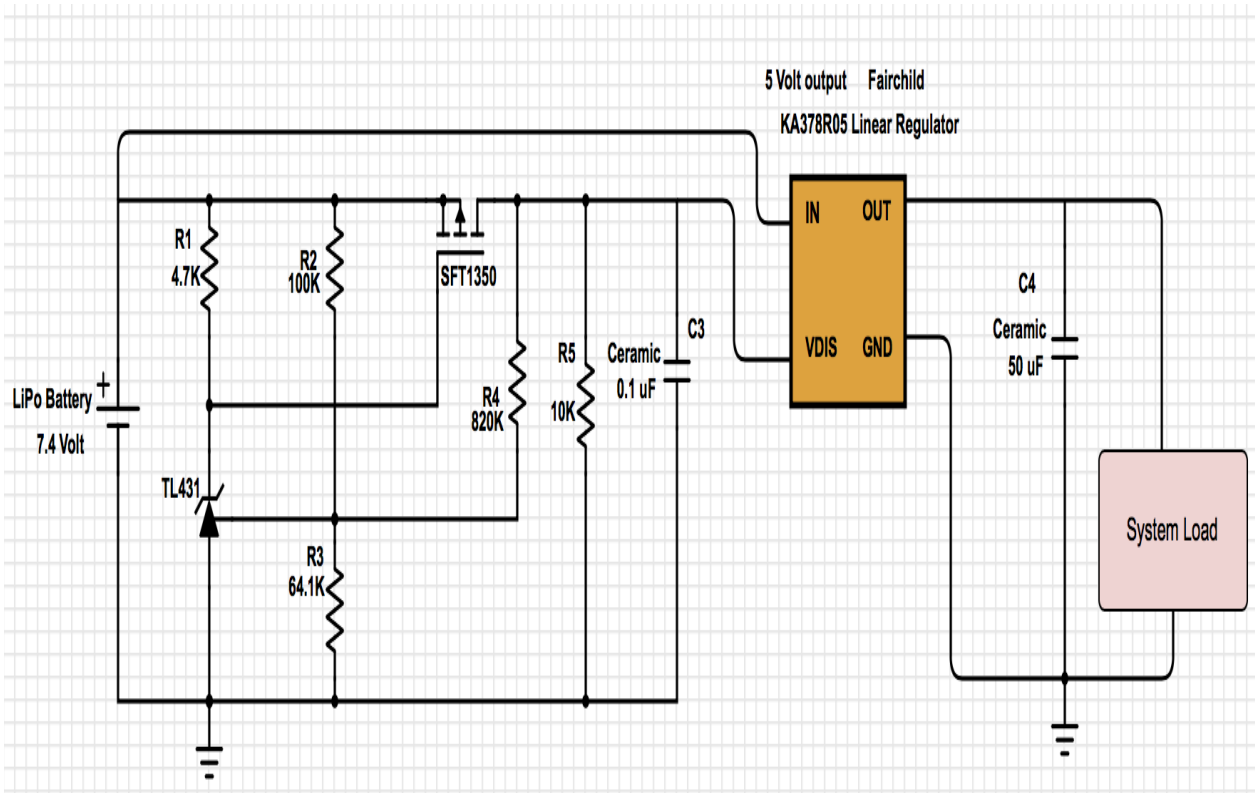 5 Volt output Fairchild
KA378R05 Linear Regulator
IN
OUT
VDIS
GND
R1
4.7K
R2
100K
SFT1350
C3
Ceramic
0.1 uF
R5
10K
R4
820K
C4
Ceramic
50 uF
+
LiPo Battery
7.4 Volt
TL431
R3
64.1K
System Load